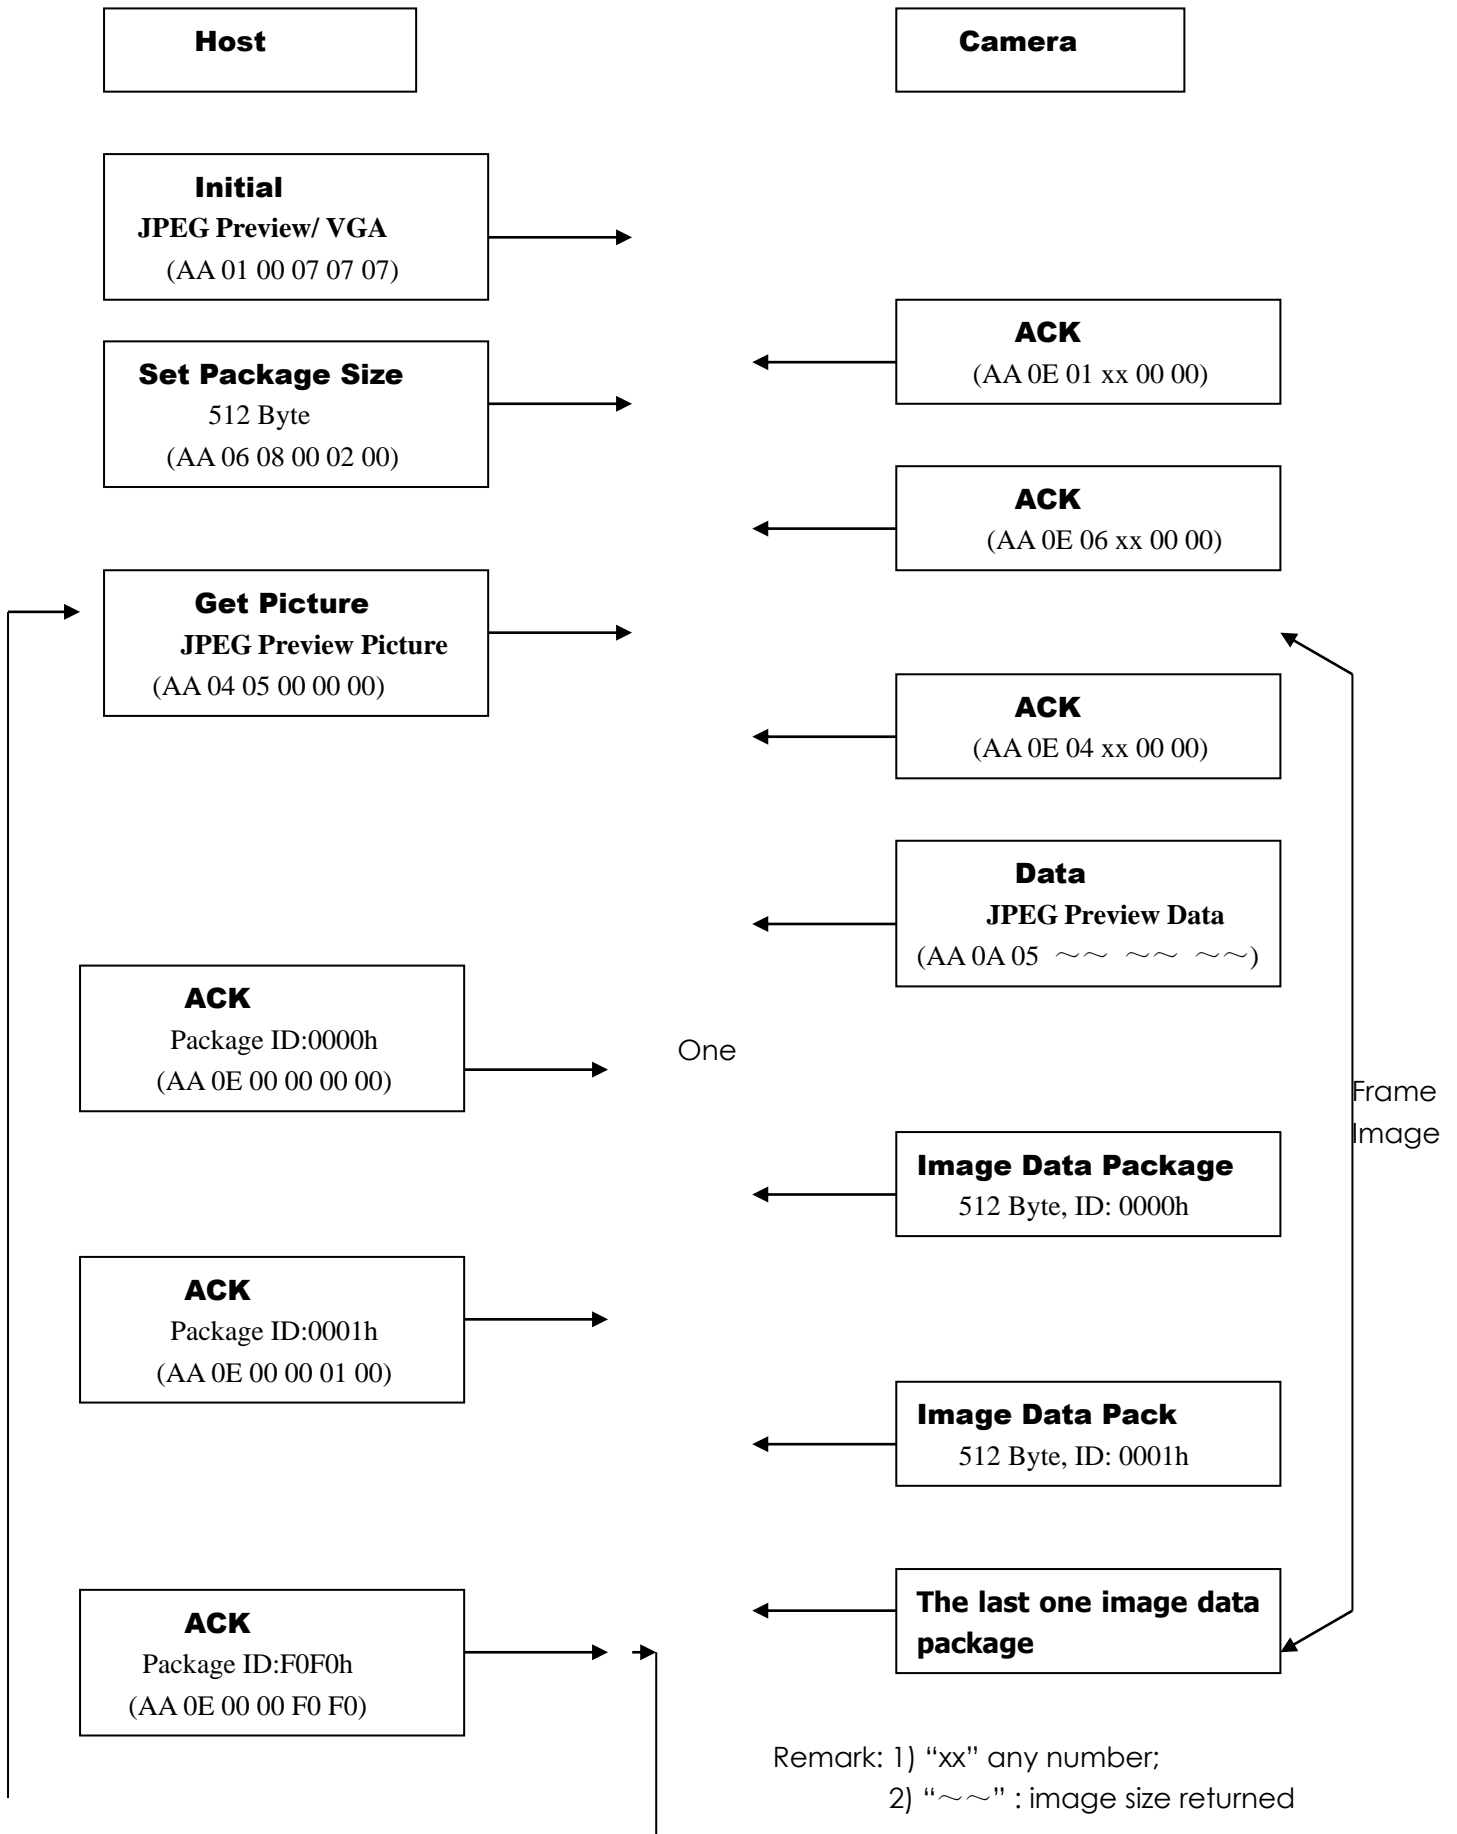 Host
Camera
Initial
JPEG Preview/ VGA
(AA 01 00 07 07 07)
ACK
(AA 0E 01 xx 00 00)
Set Package Size
512 Byte
(AA 06 08 00 02 00)
ACK
(AA 0E 06 xx 00 00)
Get Picture
JPEG Preview Picture
(AA 04 05 00 00 00)
ACK
(AA 0E 04 xx 00 00)
Data
JPEG Preview Data
(AA 0A 05 ～～ ～～ ～～)
ACK
Package ID:0000h
(AA 0E 00 00 00 00)
One
Frame
Image
Image Data Package
512 Byte, ID: 0000h
ACK
Package ID:0001h
(AA 0E 00 00 01 00)
Image Data Pack
512 Byte, ID: 0001h
The last one image data
package
ACK
Package ID:F0F0h
(AA 0E 00 00 F0 F0)
Remark: 1) “xx” any number;
2) “～～” : image size returned